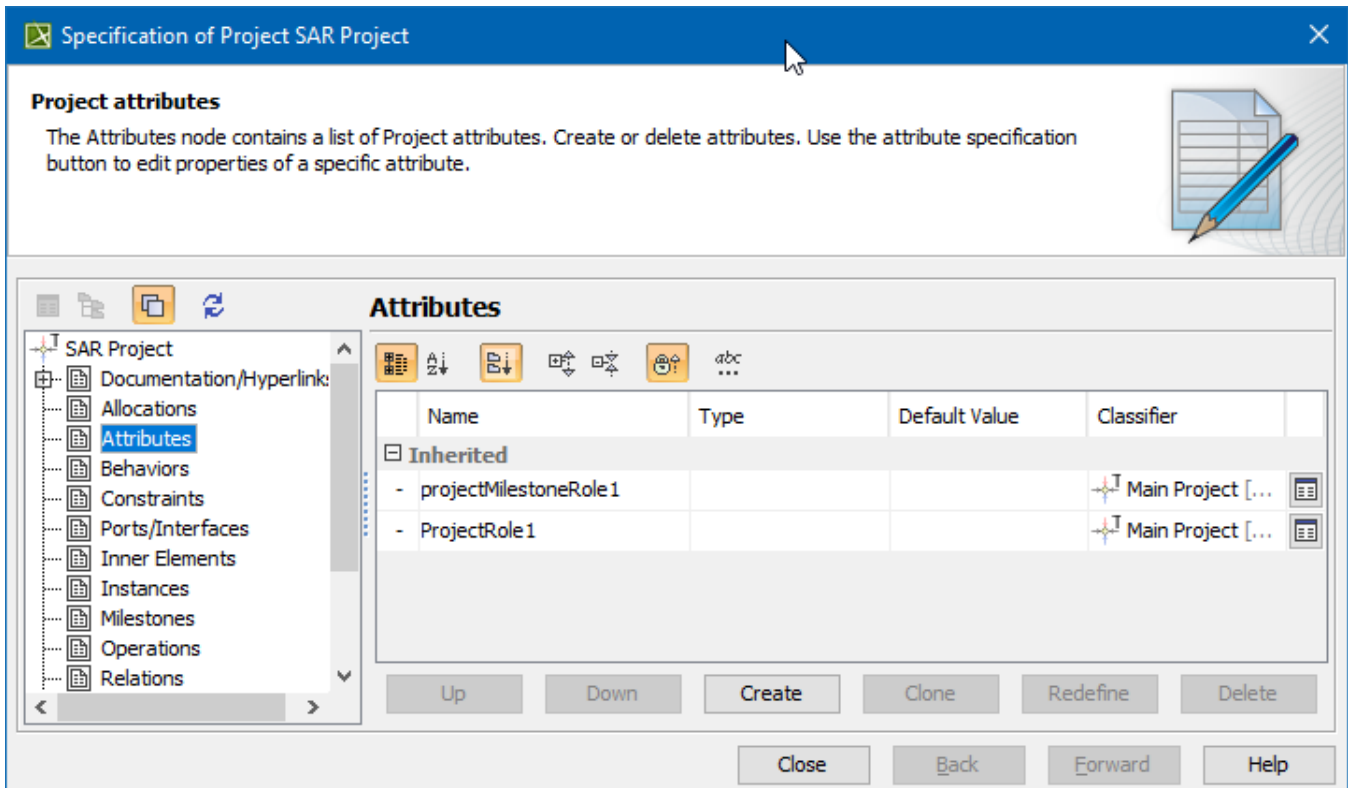 Specification of Project SAR Project
Project attributes
The Attributes node contains a list of Project attributes. Create or delete attributes. Use the attribute specification
button to edit properties of a specific attribute.
Attributes
SAR Project
Documentation/Hyperlinks
Allocations
Attributes
Behaviors
Constraints
Ports/Interfaces
Inner Elements
Instances
Milestones
Operations
Relations
abc
...
Name Type Default Value Classifier
Inherited
- projectMilestoneRole1 Main Project [...
- ProjectRole1 Main Project [...
Up Down Create Clone Redefine Delete
Close Back Forward Help